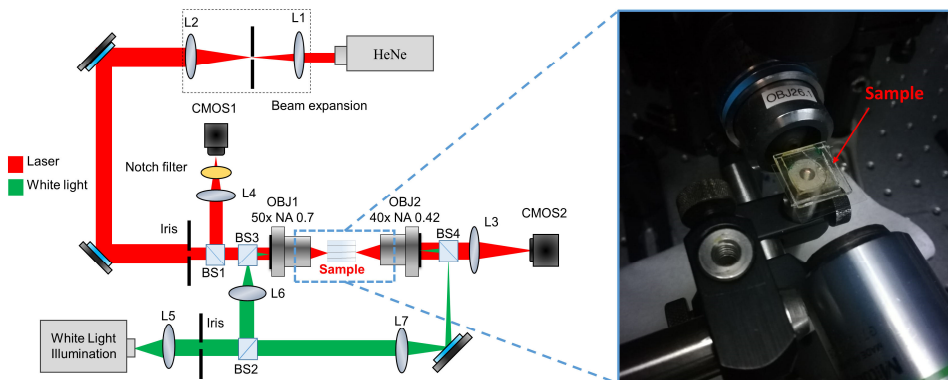 L2
L1
HeNe
Beam expansion
CMOS1
Laser
White light
Notch filter
L4
Iris
OBJ1
50x NA 0.7
OBJ2
40x NA 0.42
L3
CMOS2
BS1
BS3
BS4
Sample
L6
White Light
Illumination
L5
Iris
BS2
L7
OBJ26.1
Sample